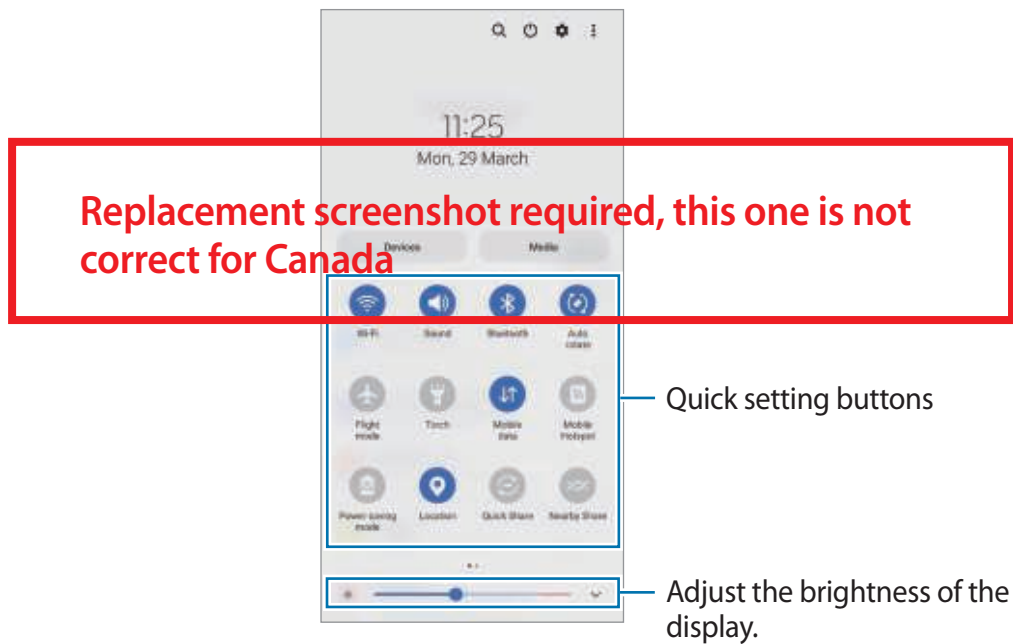 11:25
Mon, 29 March
Replacement screenshot required, this one is not
correct for Canada
Devices Media
Wi-Fi Sound Bluetooth Auto
rotate
Quick setting buttons
Flight Torch Mobile Mobile
mode data Hotspot
Power saving Location Quick Share Nearby Share
mode
Adjust the brightness of the
display.